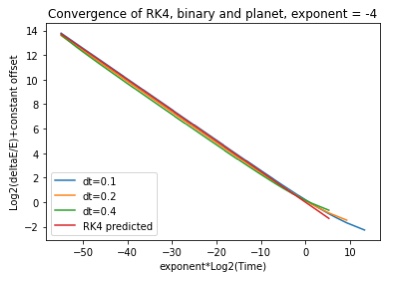 Convergence of RK4, binary and planet, exponent = -4
Log2(deltaE/E)+constant offset
14
12
10
8
6
4
2
0
−2
dt=0.1
dt=0.2
dt=0.4
RK4 predicted
−50 −40 −30 −20 −10 0 10
exponent*Log2(Time)